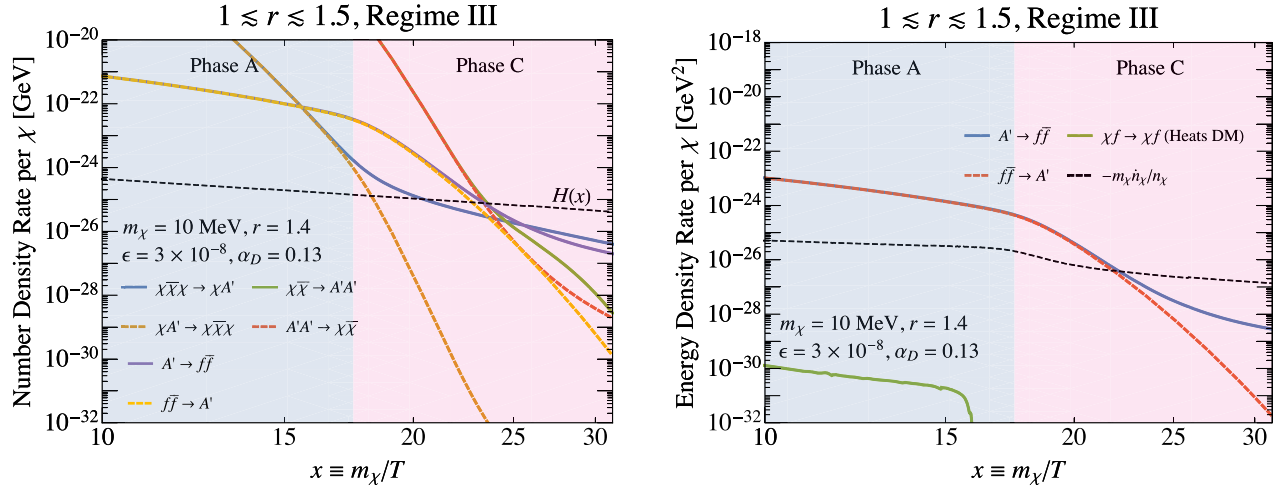 1 ≲ r ≲ 1.5, Regime III
Number Density Rate per χ [GeV]
10⁻²⁰
10⁻²²
10⁻²⁴
10⁻²⁶
10⁻²⁸
10⁻³⁰
10⁻³²
Phase A
Phase C
H(x)
m_χ = 10 MeV, r = 1.4
ϵ = 3 × 10⁻⁸, α_D = 0.13
χχ̅χ → χA′
χχ̅ → A′A′
χA′ → χχ̅χ
A′A′ → χχ̅
A′ → ff̅
ff̅ → A′
10 15 20 25 30
x ≡ m_χ/T
1 ≲ r ≲ 1.5, Regime III
Energy Density Rate per χ [GeV²]
10⁻¹⁸
10⁻²⁰
10⁻²²
10⁻²⁴
10⁻²⁶
10⁻²⁸
10⁻³⁰
10⁻³²
Phase A
Phase C
A′ → ff̅
χf → χf (Heats DM)
ff̅ → A′
−m_χṅ_χ/n_χ
m_χ = 10 MeV, r = 1.4
ϵ = 3 × 10⁻⁸, α_D = 0.13
10 15 20 25 30
x ≡ m_χ/T